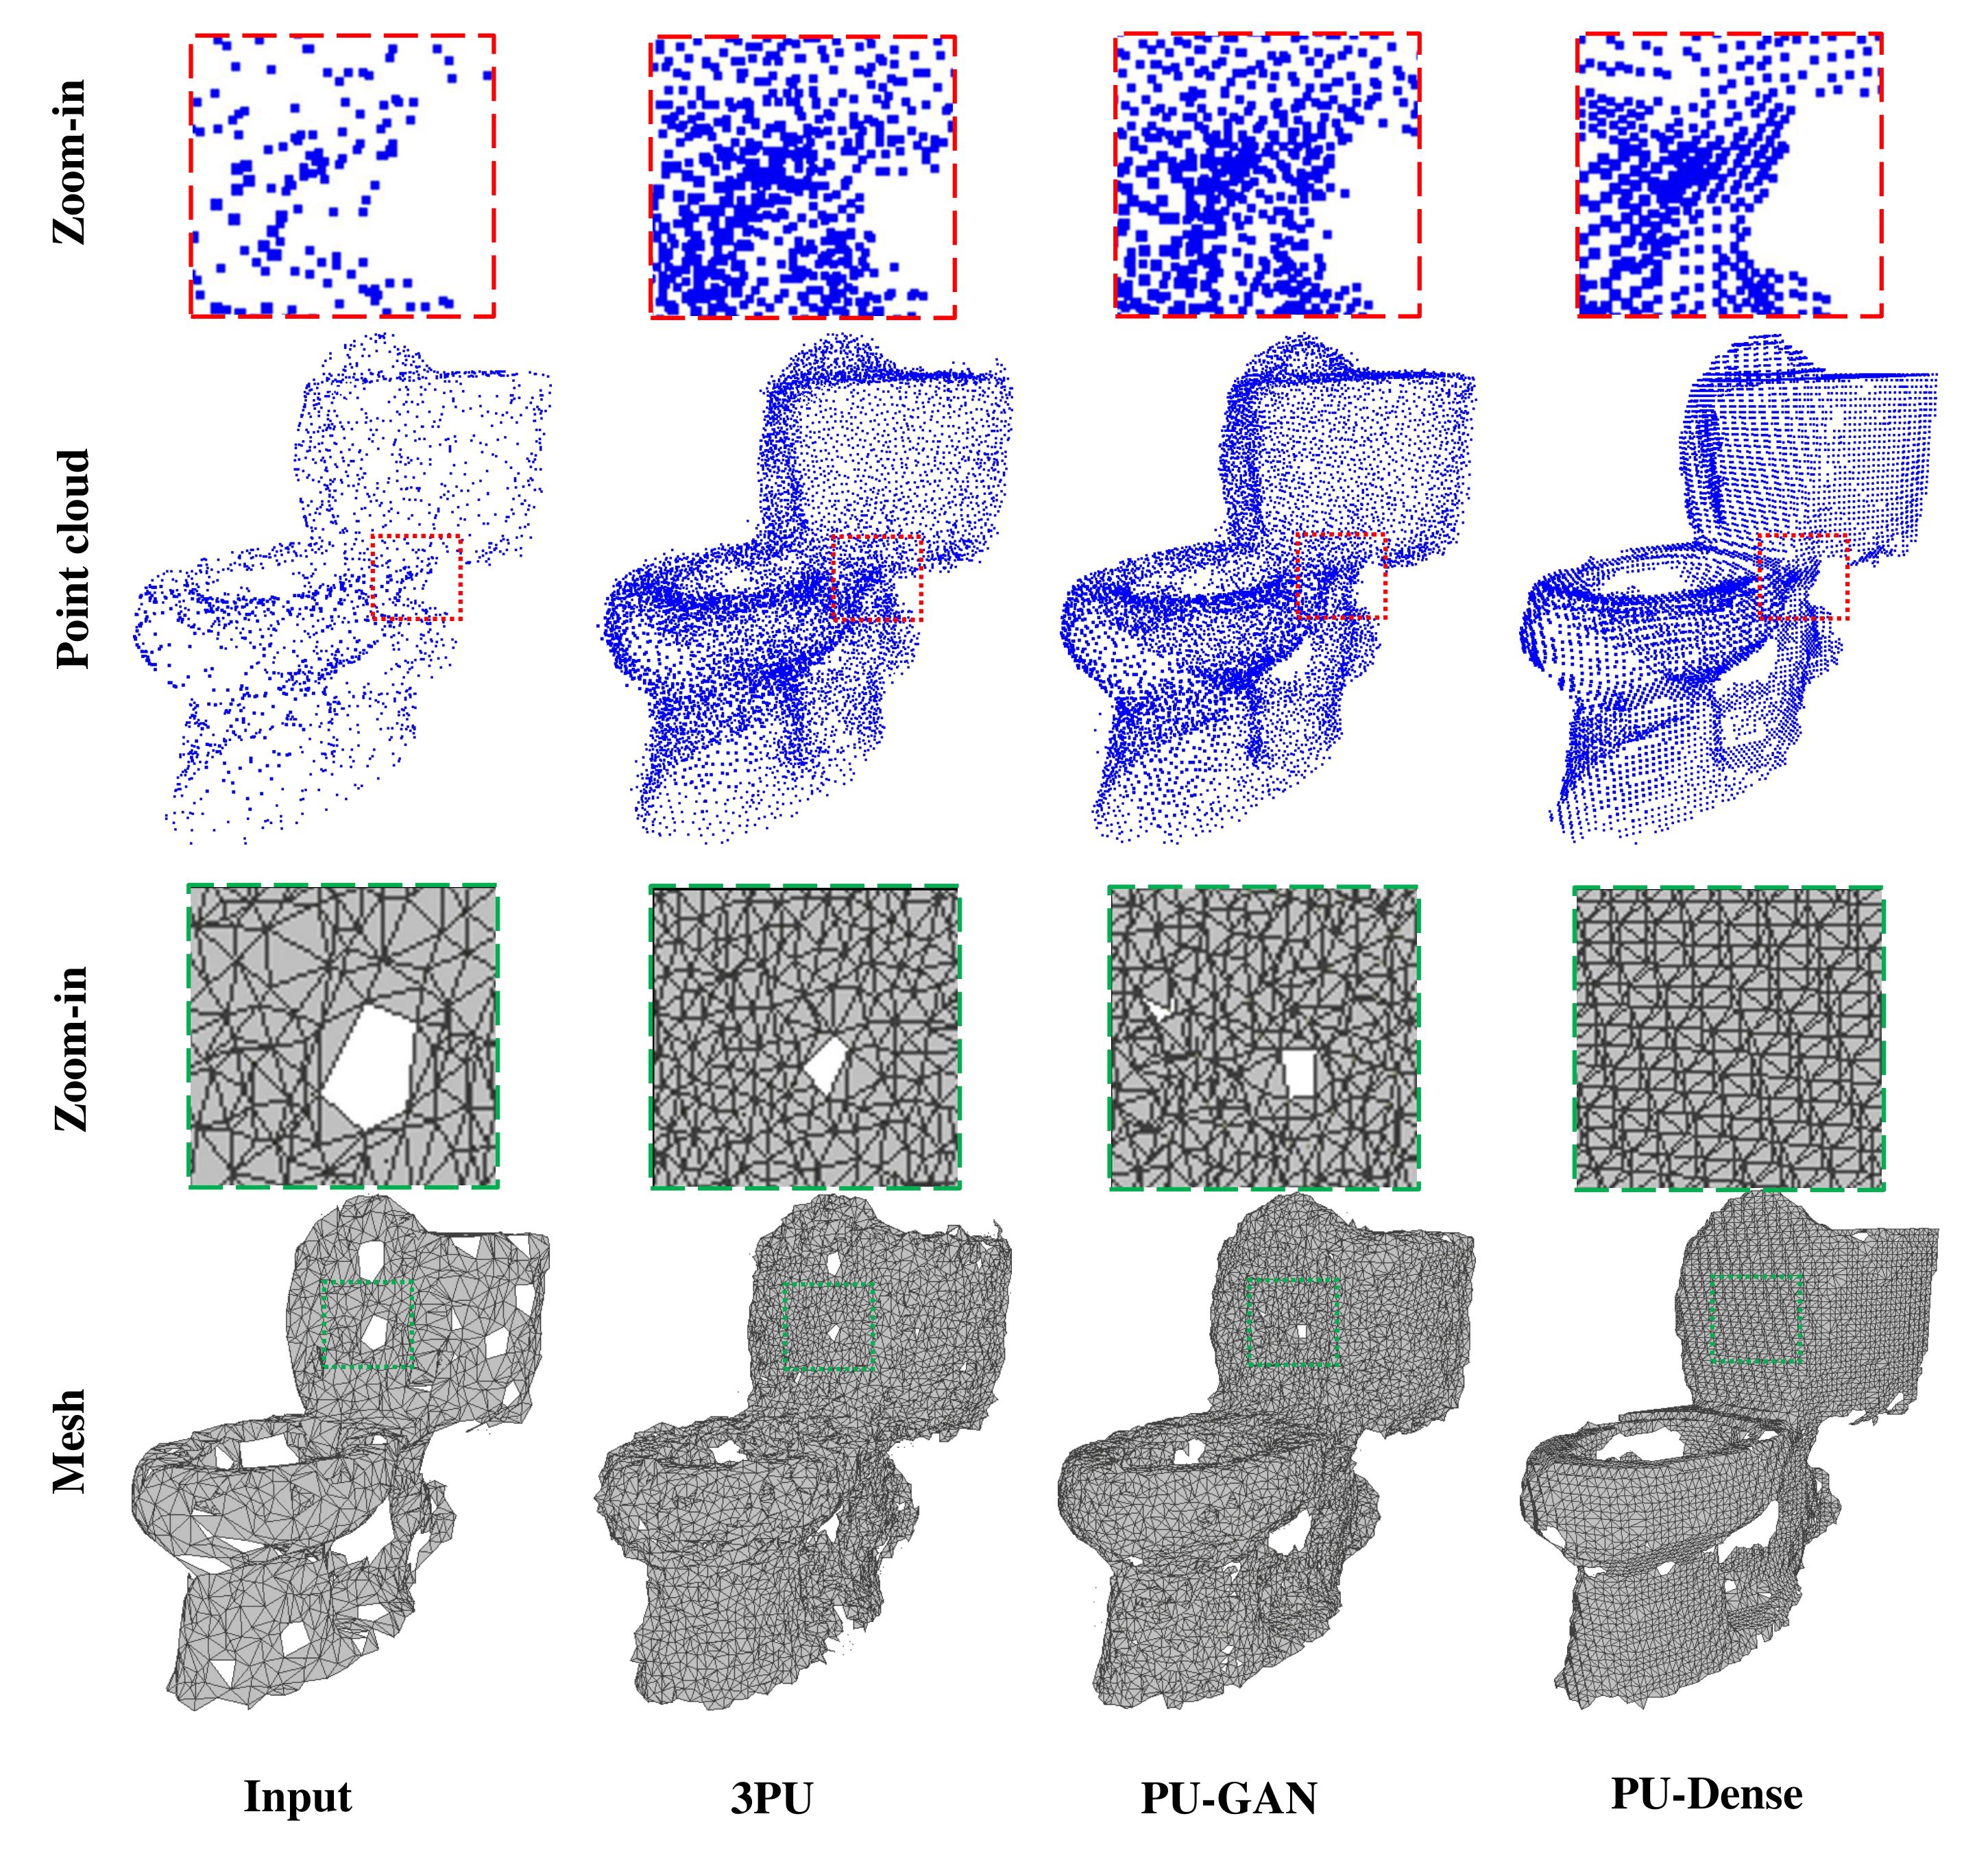 Zoom-in
Point cloud
Zoom-in
Mesh
Input
3PU
PU-GAN
PU-Dense